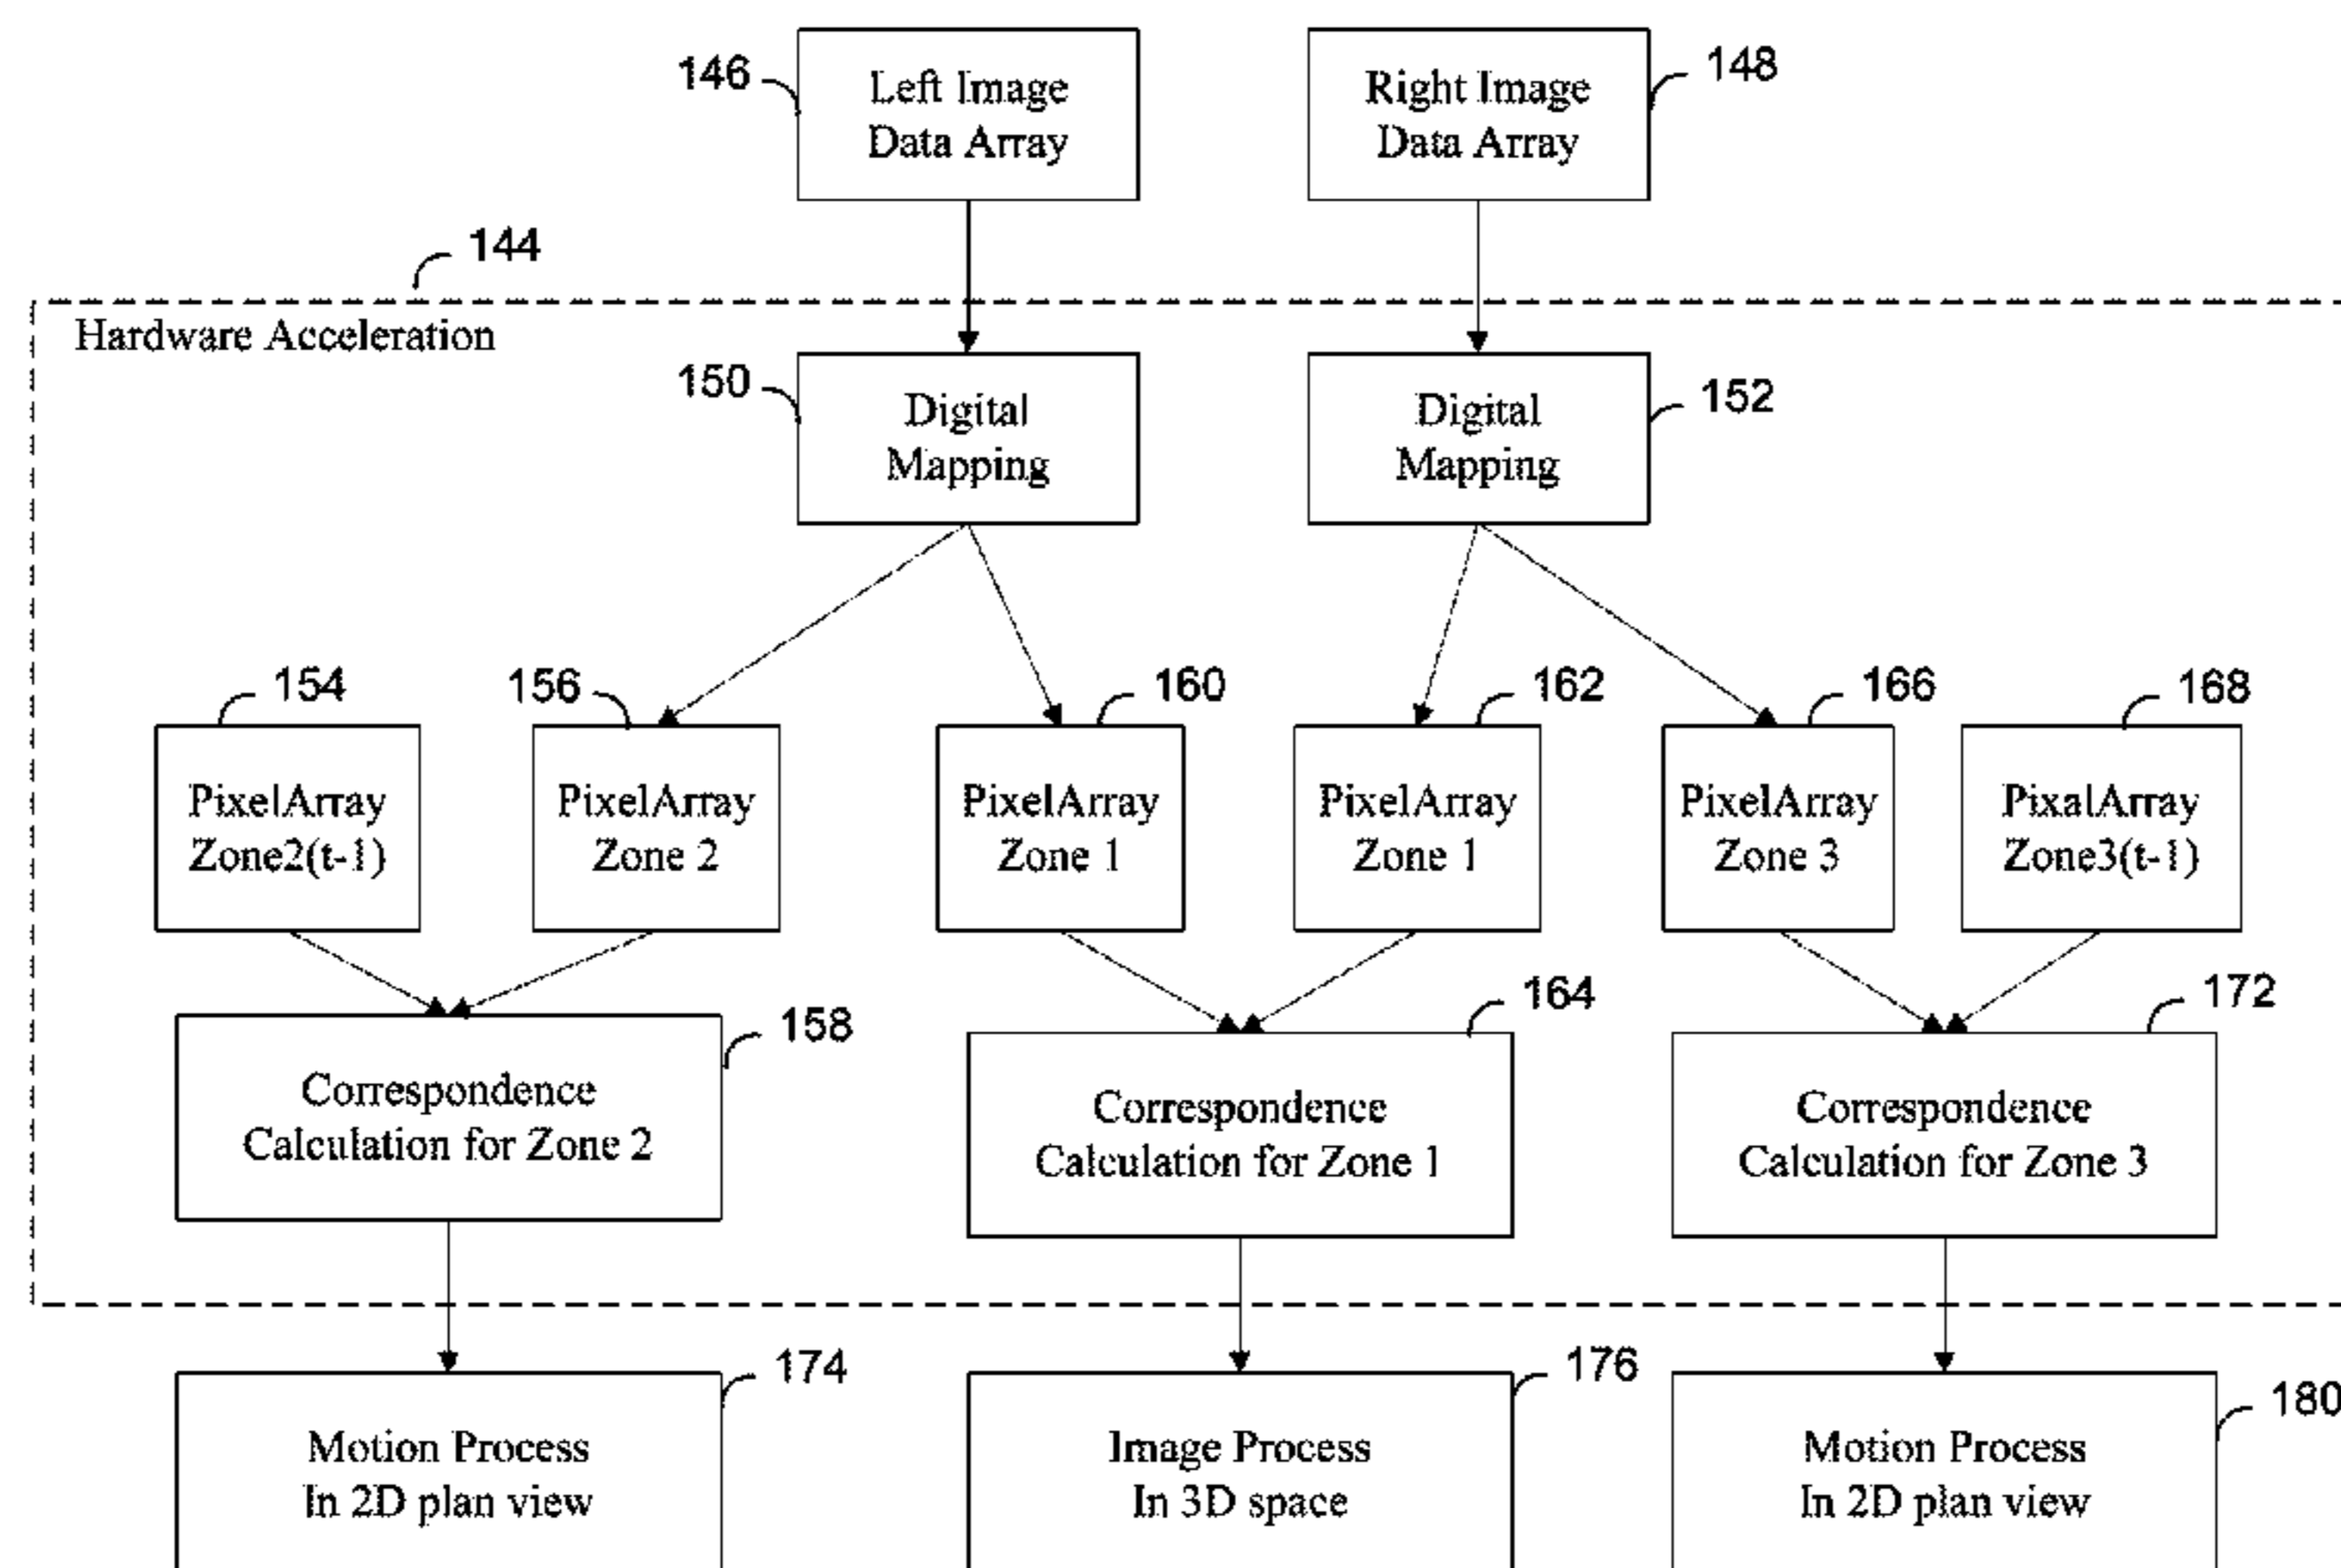 146
Left Image
Data Array
Right Image
Data Array
148
144
Hardware Acceleration
150
Digital
Mapping
Digital
Mapping
152
154
156
160
162
166
168
PixelArray
Zone2(t-1)
PixelArray
Zone 2
PixelArray
Zone 1
PixelArray
Zone 1
PixelArray
Zone 3
PixalArray
Zone3(t-1)
158
164
172
Correspondence
Calculation for Zone 2
Correspondence
Calculation for Zone 1
Correspondence
Calculation for Zone 3
174
176
180
Motion Process
In 2D plan view
Image Process
In 3D space
Motion Process
In 2D plan view